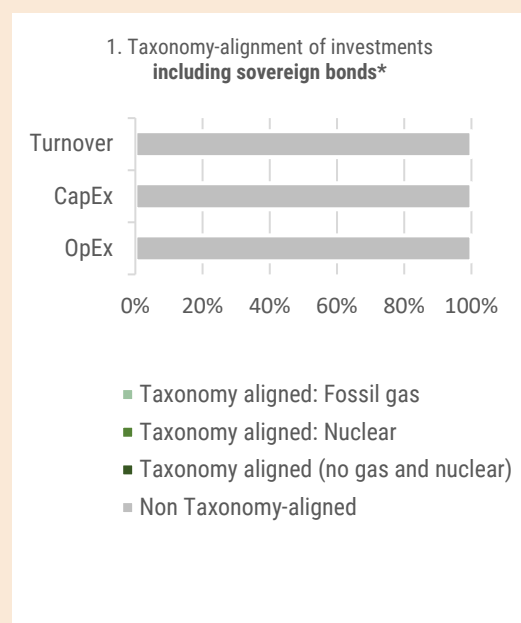 1. Taxonomy-alignment of investments
including sovereign bonds*
Turnover
CapEx
OpEx
0% 20% 40% 60% 80% 100%
Taxonomy aligned: Fossil gas
Taxonomy aligned: Nuclear
Taxonomy aligned (no gas and nuclear)
Non Taxonomy-aligned